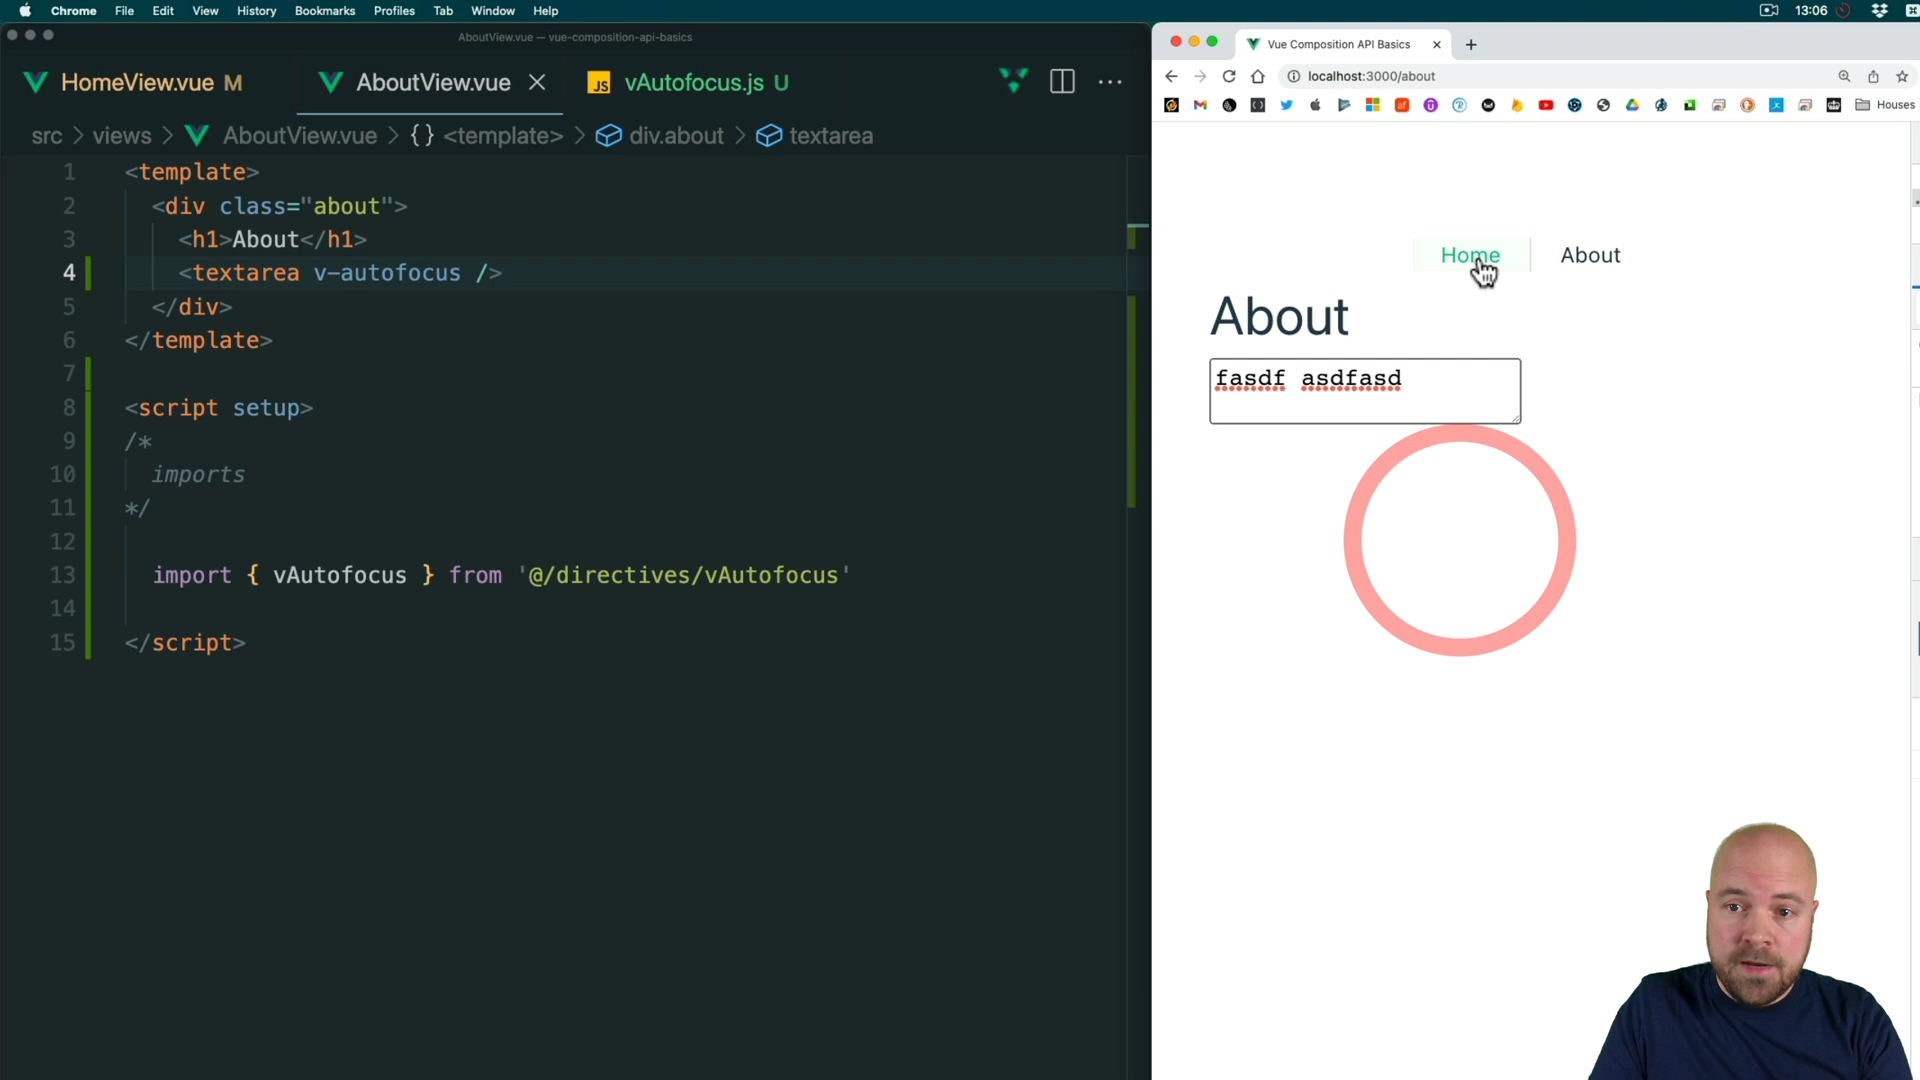 Chrome File Edit View History Bookmarks Profiles Tab Window Help 13:06
AboutView.vue — vue-composition-api-basics
HomeView.vue M AboutView.vue JS vAutofocus.js U
src > views > AboutView.vue > {} <template> > div.about > textarea
1 <template>
2 <div class="about">
3 <h1>About</h1>
4 <textarea v-autofocus />
5 </div>
6 </template>
7
8 <script setup>
9 /*
10 imports
11 */
12
13 import { vAutofocus } from '@/directives/vAutofocus'
14
15 </script>
Vue Composition API Basics
localhost:3000/about
Houses
Home About
About
fasdf asdfasd